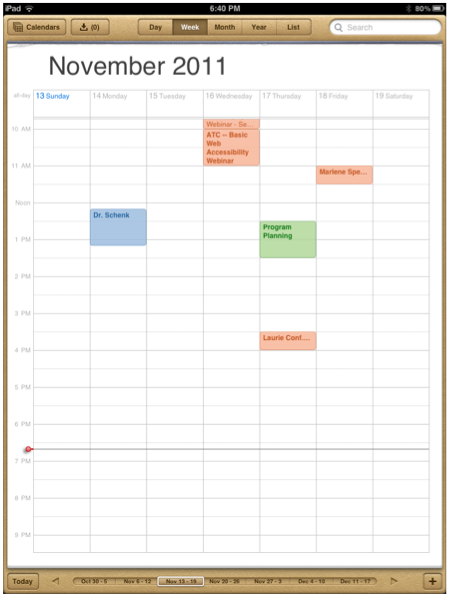 iPad 6:40 PM 80%
Calendars (0) Day Week Month Year List Search
November 2011
all-day 13 Sunday 14 Monday 15 Tuesday 16 Wednesday 17 Thursday 18 Friday 19 Saturday
Webinar - Se...
10 AM
ATC -- Basic
Web
Accessibility
Webinar
11 AM
Marlene Spe...
Noon
Dr. Schenk
Program
Planning
1 PM
2 PM
3 PM
Laurie Conf....
4 PM
5 PM
6 PM
7 PM
8 PM
9 PM
Today Oct 30 - 5 Nov 6 - 12 Nov 13 - 19 Nov 20 - 26 Nov 27 - 3 Dec 4 - 10 Dec 11 - 17 +